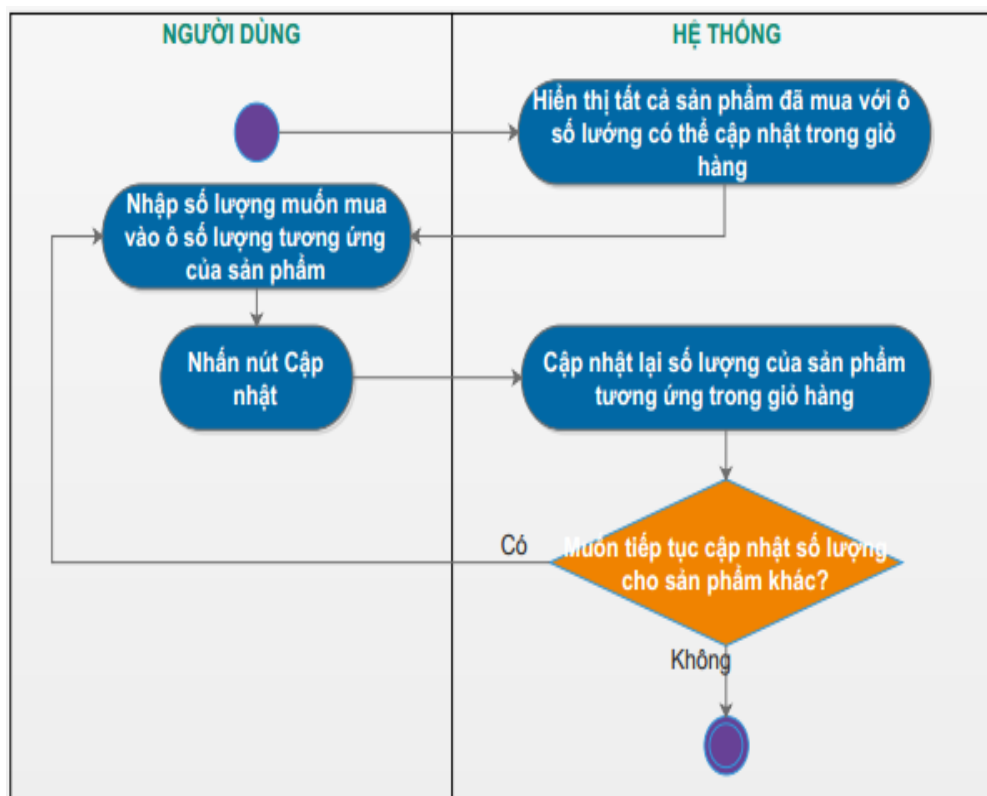 NGƯỜI DÙNG
HỆ THỐNG
Hiển thị tất cả sản phẩm đã mua với ô
số lướng có thể cập nhật trong giỏ
hàng
Nhập số lượng muốn mua
vào ô số lượng tương ứng
của sản phẩm
Nhấn nút Cập
nhật
Cập nhật lại số lượng của sản phẩm
tương ứng trong giỏ hàng
Có
Muốn tiếp tục cập nhật số lượng
cho sản phẩm khác?
Không